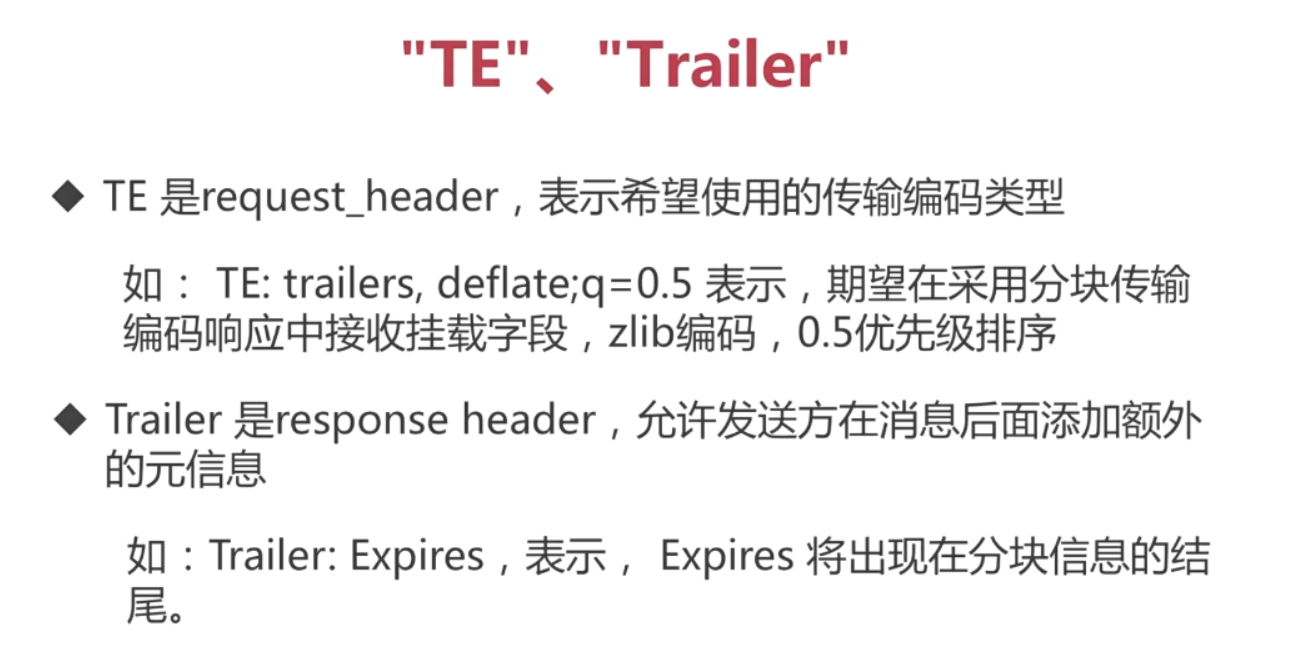 "TE"、"Trailer"
◆ TE 是request_header，表示希望使用的传输编码类型
如： TE: trailers, deflate;q=0.5 表示，期望在采用分块传输
编码响应中接收挂载字段，zlib编码，0.5优先级排序
◆ Trailer 是response header，允许发送方在消息后面添加额外
的元信息
如：Trailer: Expires，表示， Expires 将出现在分块信息的结
尾。